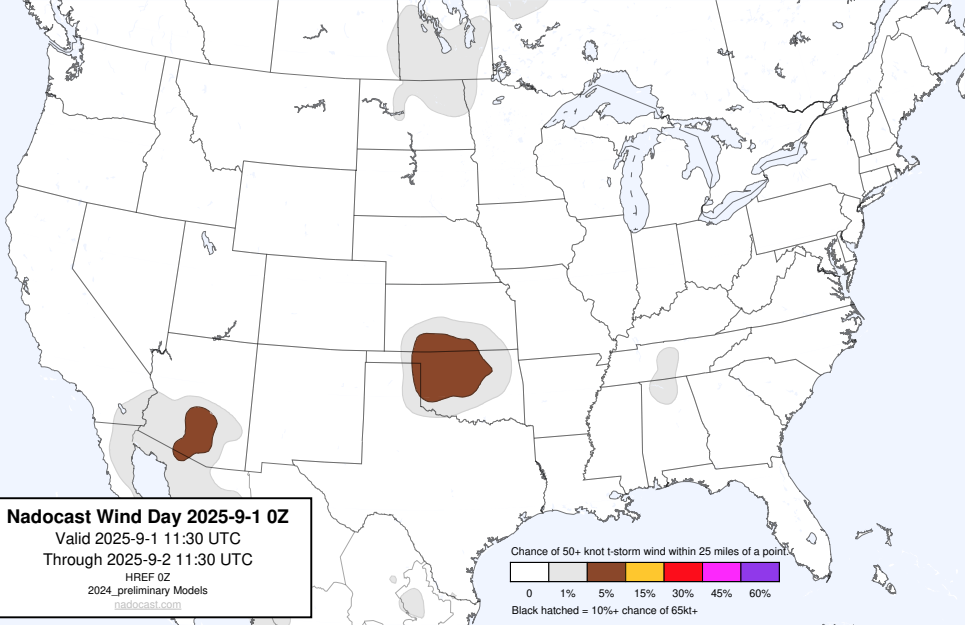 Nadocast Wind Day 2025-9-1 0Z
Valid 2025-9-1 11:30 UTC
Through 2025-9-2 11:30 UTC
HREF 0Z
2024_preliminary Models
nadocast.com
Chance of 50+ knot t-storm wind within 25 miles of a point.
0 1% 5% 15% 30% 45% 60%
Black hatched = 10%+ chance of 65kt+